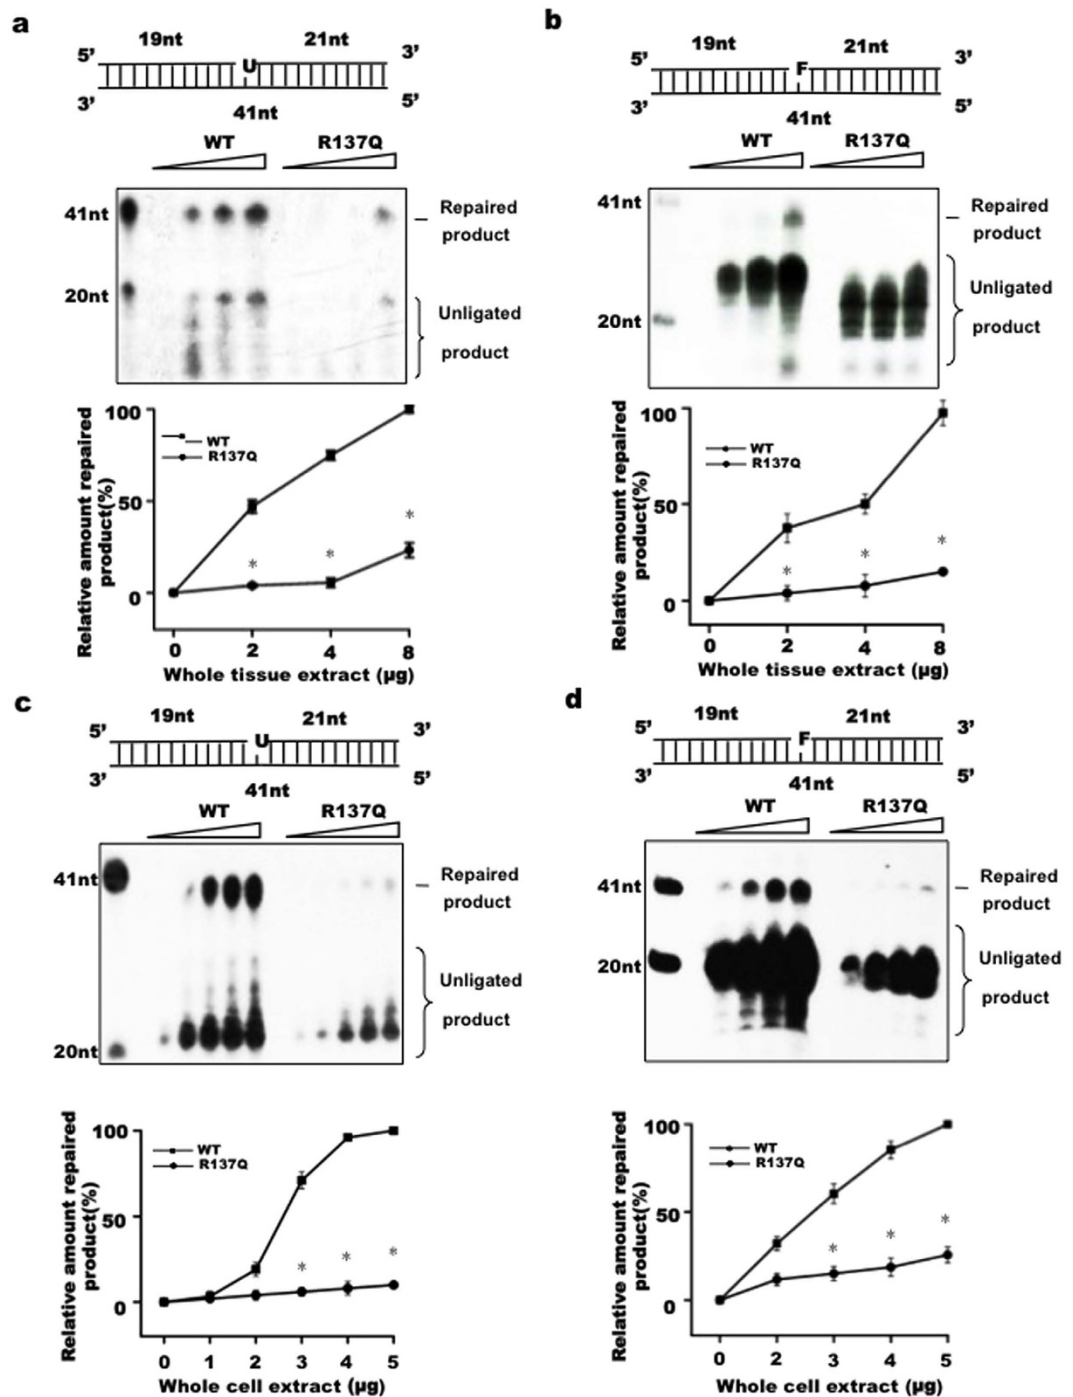 a
19nt 21nt
5’ 3’
U
3’ 5’
41nt
WT R137Q
41nt
20nt
Repaired
product
Unligated
product
100
50
0
WT
R137Q
*
*
*
Relative amount repaired
product(%)
0 2 4 8
Whole tissue extract (µg)
b
19nt 21nt
5’ 3’
F
3’ 5’
41nt
WT R137Q
41nt
20nt
Repaired
product
Unligated
product
100
50
0
WT
R137Q
*
*
*
Relative amount repaired
product(%)
0 2 4 8
Whole tissue extract (µg)
c
19nt 21nt
5’ 3’
U
3’ 5’
41nt
WT R137Q
41nt
20nt
Repaired
product
Unligated
product
100
50
0
WT
R137Q
*
*
*
Relative amount repaired
product(%)
0 1 2 3 4 5
Whole cell extract (µg)
d
19nt 21nt
5’ 3’
F
3’ 5’
41nt
WT R137Q
41nt
20nt
Repaired
product
Unligated
product
100
50
0
WT
R137Q
*
*
*
Relative amount repaired
product(%)
0 2 3 4 5
Whole cell extract (µg)